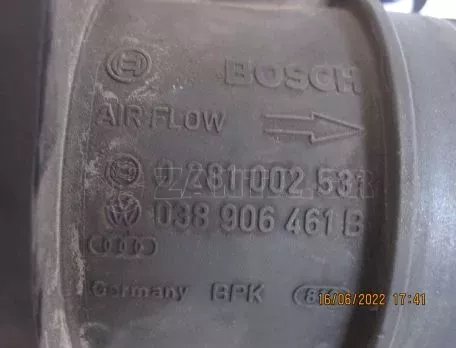 BOSCH
AIR FLOW
0 281 002 531
038 906 461 B
Germany BPK
16/06/2022 17:41